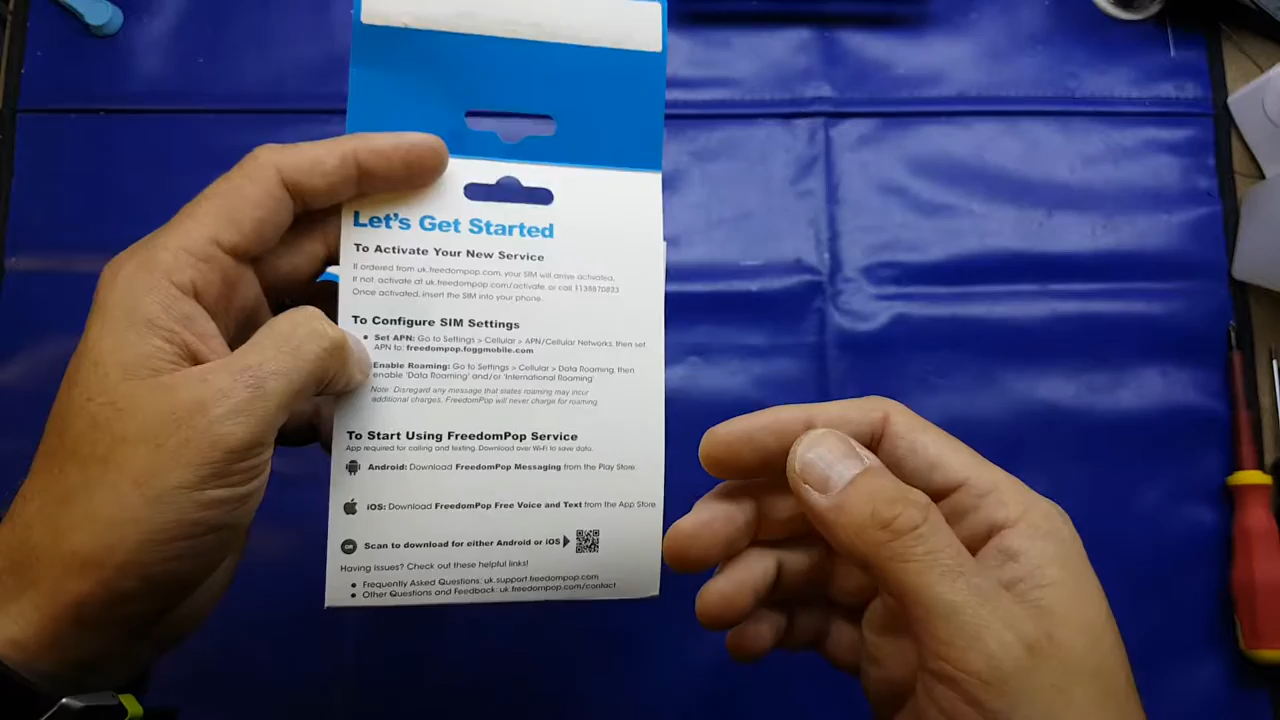 Let's Get Started
To Activate Your New Service
If ordered from uk.freedompop.com, your SIM will arrive activated.
If not, activate at uk.freedompop.com/activate, or call 1138870823
Once activated, insert the SIM into your phone.
To Configure SIM Settings
• Set APN: Go to Settings > Cellular > APN/Cellular Networks, then set
APN to: freedompop.foggmobile.com
Enable Roaming: Go to Settings > Cellular > Data Roaming, then
enable 'Data Roaming' and/or 'International Roaming'
Note: Disregard any message that states roaming may incur
additional charges, FreedomPop will never charge for roaming.
To Start Using FreedomPop Service
App required for calling and texting. Download over Wi-Fi to save data.
Android: Download FreedomPop Messaging from the Play Store
iOS: Download FreedomPop Free Voice and Text from the App Store
OR Scan to download for either Android or iOS
Having issues? Check out these helpful links!
• Frequently Asked Questions: uk.support.freedompop.com
• Other Questions and Feedback: uk.freedompop.com/contact